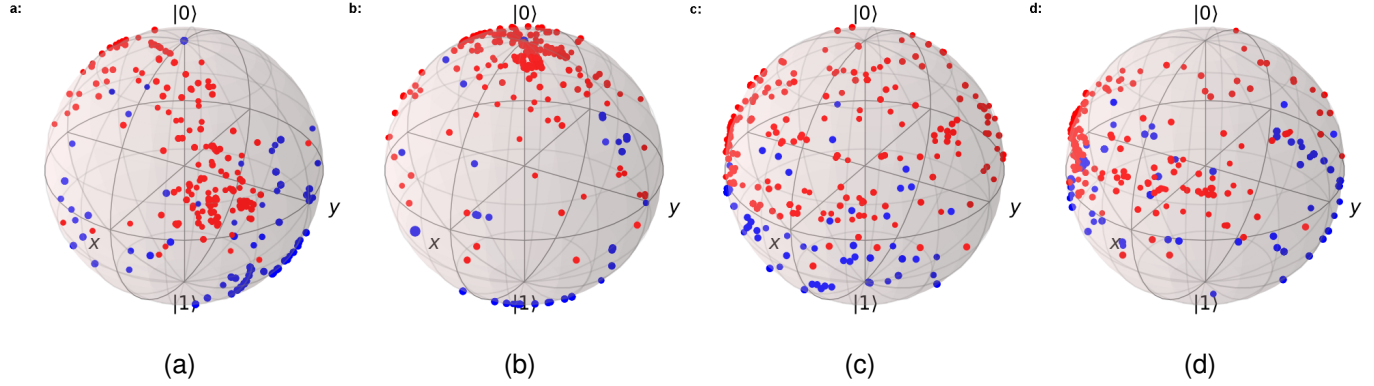 a: b: c: d:
|0⟩ |0⟩ |0⟩ |0⟩
y y y y
x x x x
|1⟩ |1⟩ |1⟩ |1⟩
(a) (b) (c) (d)